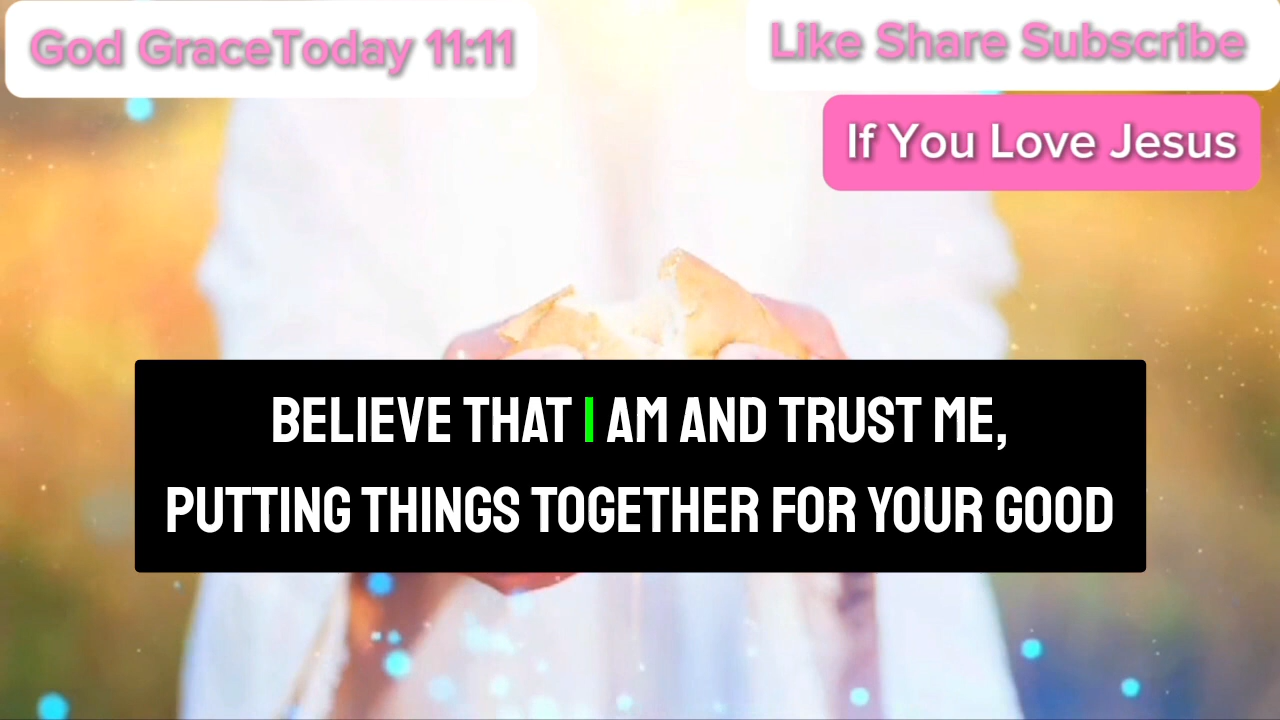 God GraceToday 11:11
Like Share Subscribe
If You Love Jesus
BELIEVE THAT I AM AND TRUST ME,
PUTTING THINGS TOGETHER FOR YOUR GOOD